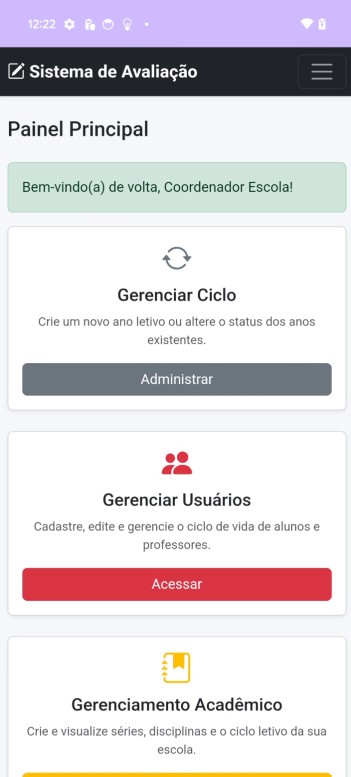 12:22
Sistema de Avaliação
Painel Principal
Bem-vindo(a) de volta, Coordenador Escola!
Gerenciar Ciclo
Crie um novo ano letivo ou altere o status dos anos
existentes.
Administrar
Gerenciar Usuários
Cadastre, edite e gerencie o ciclo de vida de alunos e
professores.
Acessar
Gerenciamento Acadêmico
Crie e visualize séries, disciplinas e o ciclo letivo da sua
escola.